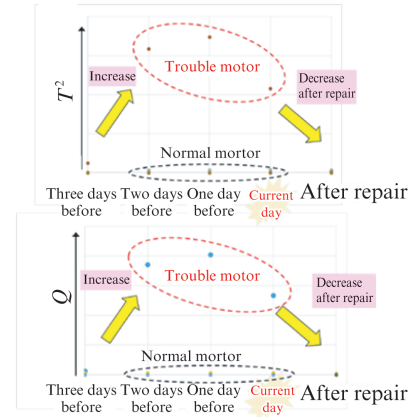 T²
Increase
Trouble motor
Decrease
after repair
Normal mortor
Three days
before
Two days
before
One day
before
Current
day
After repair
Q
Increase
Trouble motor
Decrease
after repair
Normal mortor
Three days
before
Two days
before
One day
before
Current
day
After repair